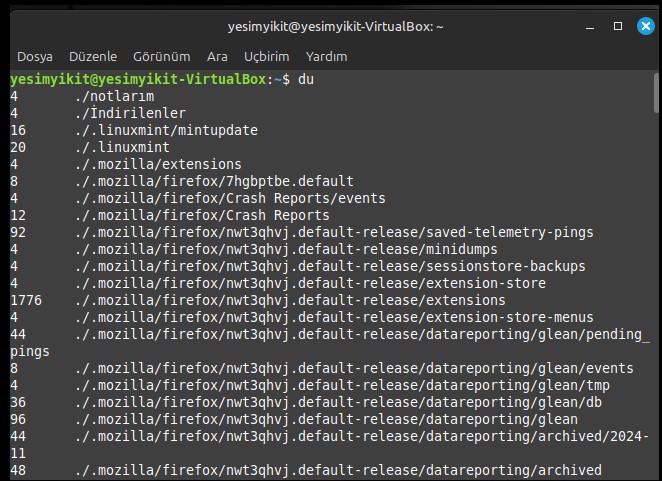 yesimyikit@yesimyikit-VirtualBox: ~
Dosya Düzenle Görünüm Ara Uçbirim Yardım
yesimyikit@yesimyikit-VirtualBox:~$ du
4 ./notlarım
4 ./İndirilenler
16 ./.linuxmint/mintupdate
20 ./.linuxmint
4 ./.mozilla/extensions
8 ./.mozilla/firefox/7hgbptbe.default
4 ./.mozilla/firefox/Crash Reports/events
12 ./.mozilla/firefox/Crash Reports
92 ./.mozilla/firefox/nwt3qhvj.default-release/saved-telemetry-pings
4 ./.mozilla/firefox/nwt3qhvj.default-release/minidumps
4 ./.mozilla/firefox/nwt3qhvj.default-release/sessionstore-backups
4 ./.mozilla/firefox/nwt3qhvj.default-release/extension-store
1776 ./.mozilla/firefox/nwt3qhvj.default-release/extensions
4 ./.mozilla/firefox/nwt3qhvj.default-release/extension-store-menus
44 ./.mozilla/firefox/nwt3qhvj.default-release/datareporting/glean/pending_
pings
8 ./.mozilla/firefox/nwt3qhvj.default-release/datareporting/glean/events
4 ./.mozilla/firefox/nwt3qhvj.default-release/datareporting/glean/tmp
36 ./.mozilla/firefox/nwt3qhvj.default-release/datareporting/glean/db
96 ./.mozilla/firefox/nwt3qhvj.default-release/datareporting/glean
44 ./.mozilla/firefox/nwt3qhvj.default-release/datareporting/archived/2024-
11
48 ./.mozilla/firefox/nwt3qhvj.default-release/datareporting/archived